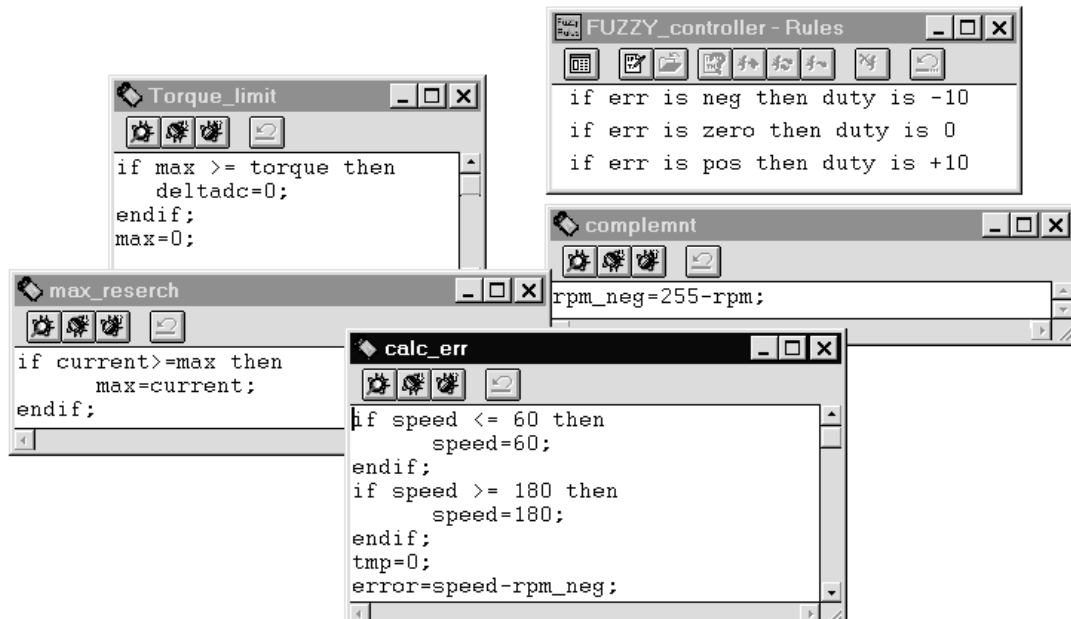 FUZZY_controller - Rules
if err is neg then duty is -10
if err is zero then duty is 0
if err is pos then duty is +10
Torque_limit
if max >= torque then
deltadc=0;
endif;
max=0;
complemnt
rpm_neg=255-rpm;
max_reserch
if current>=max then
max=current;
endif;
calc_err
if speed <= 60 then
speed=60;
endif;
if speed >= 180 then
speed=180;
endif;
tmp=0;
error=speed-rpm_neg;